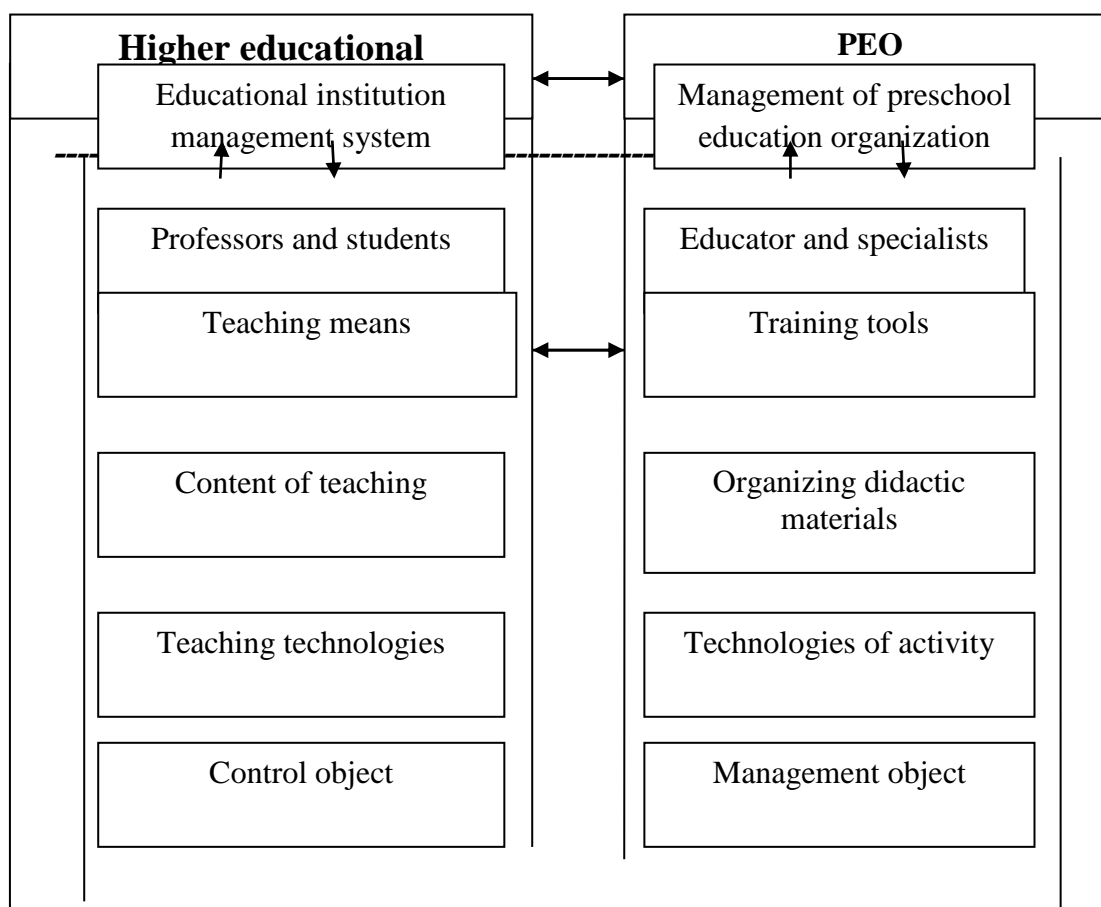 Higher educational
Educational institution
management system
Professors and students
Teaching means
Content of teaching
Teaching technologies
Control object
PEO
Management of preschool
education organization
Educator and specialists
Training tools
Organizing didactic
materials
Technologies of activity
Management object